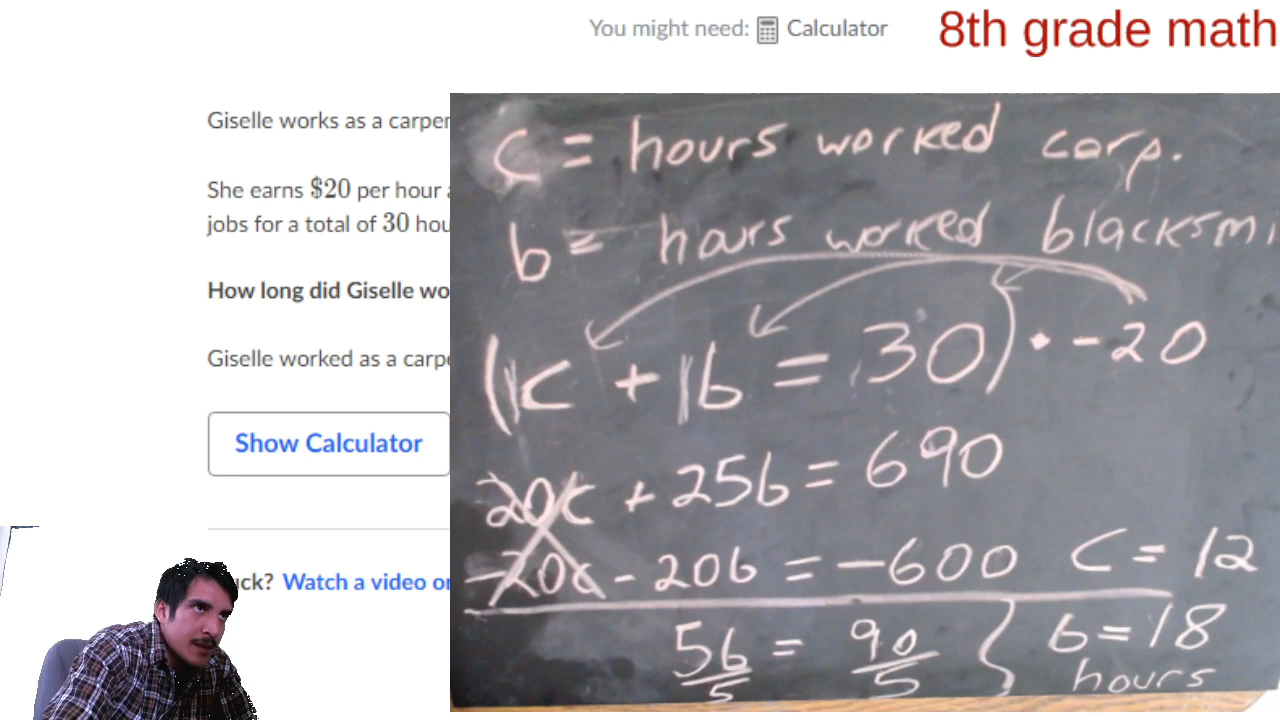 You might need: Calculator
8th grade math
Giselle works as a carper
She earns $20 per hour
jobs for a total of 30 hou
How long did Giselle wo
Giselle worked as a carpe
Show Calculator
uck? Watch a video or
c = hours worked carp.
b = hours worked blacksmi
(1c + 1b = 30) · -20
20c + 25b = 690
-20c - 20b = -600 c = 12
5b/5 = 90/5 } b = 18
hours